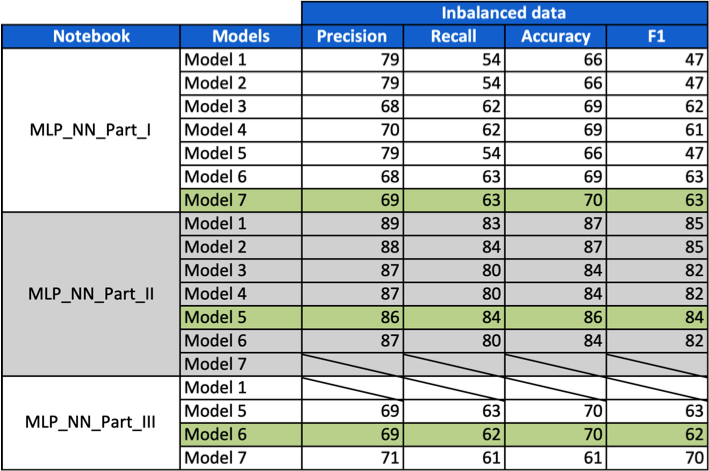 Inbalanced data
Notebook Models Precision Recall Accuracy F1
MLP_NN_Part_I
Model 1 79 54 66 47
Model 2 79 54 66 47
Model 3 68 62 69 62
Model 4 70 62 69 61
Model 5 79 54 66 47
Model 6 68 63 69 63
Model 7 69 63 70 63
MLP_NN_Part_II
Model 1 89 83 87 85
Model 2 88 84 87 85
Model 3 87 80 84 82
Model 4 87 80 84 82
Model 5 86 84 86 84
Model 6 87 80 84 82
Model 7
MLP_NN_Part_III
Model 1
Model 5 69 63 70 63
Model 6 69 62 70 62
Model 7 71 61 61 70